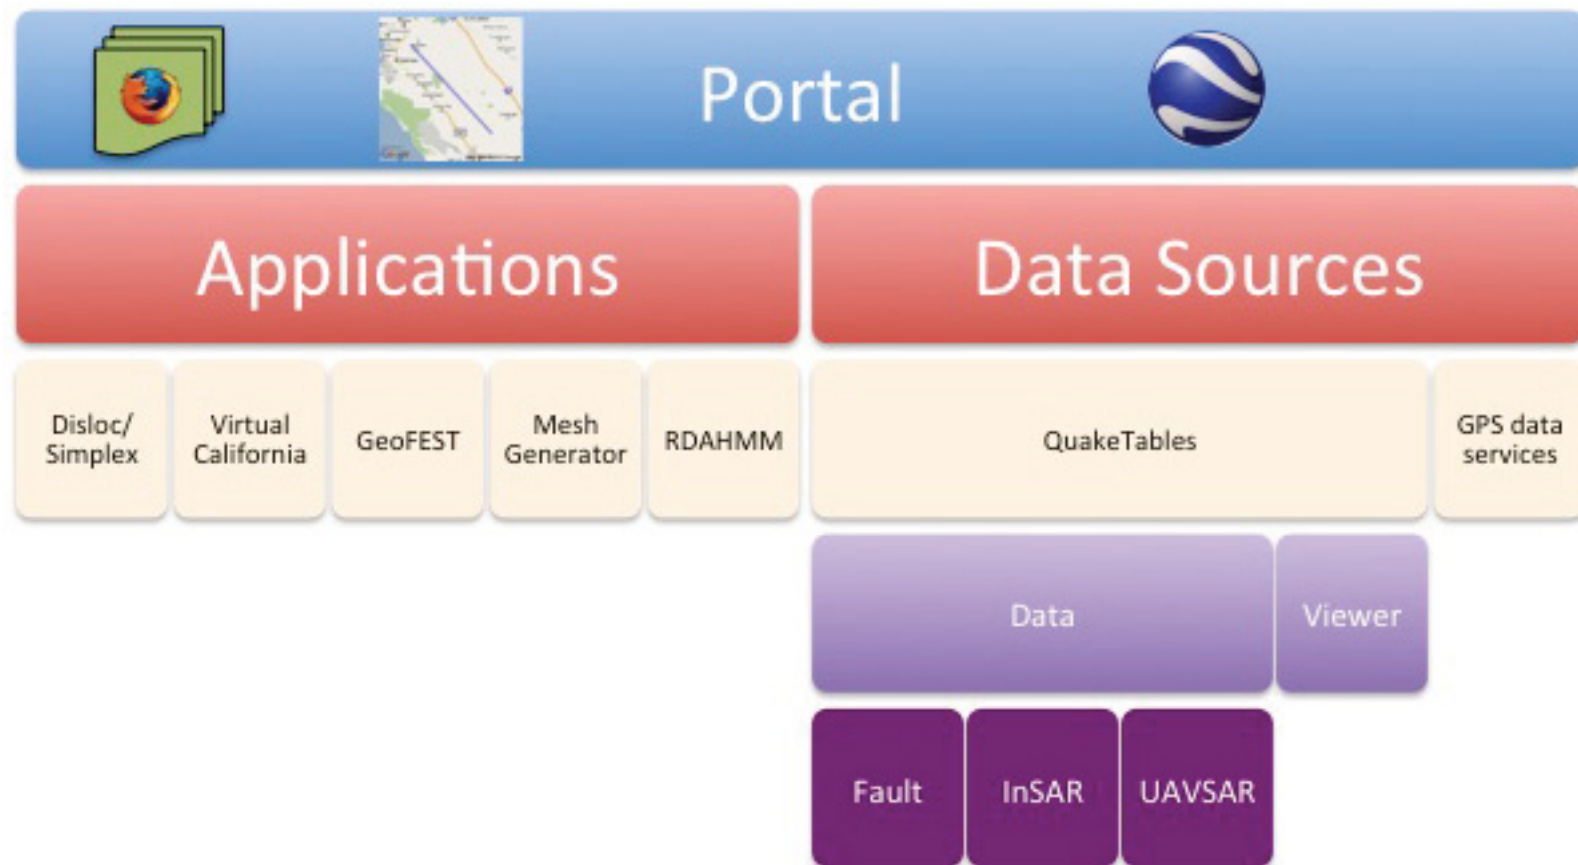 Portal
Applications
Data Sources
Disloc/
Simplex
Virtual
California
GeoFEST
Mesh
Generator
RDAHMM
QuakeTables
GPS data
services
Data
Viewer
Fault
InSAR
UAVSAR